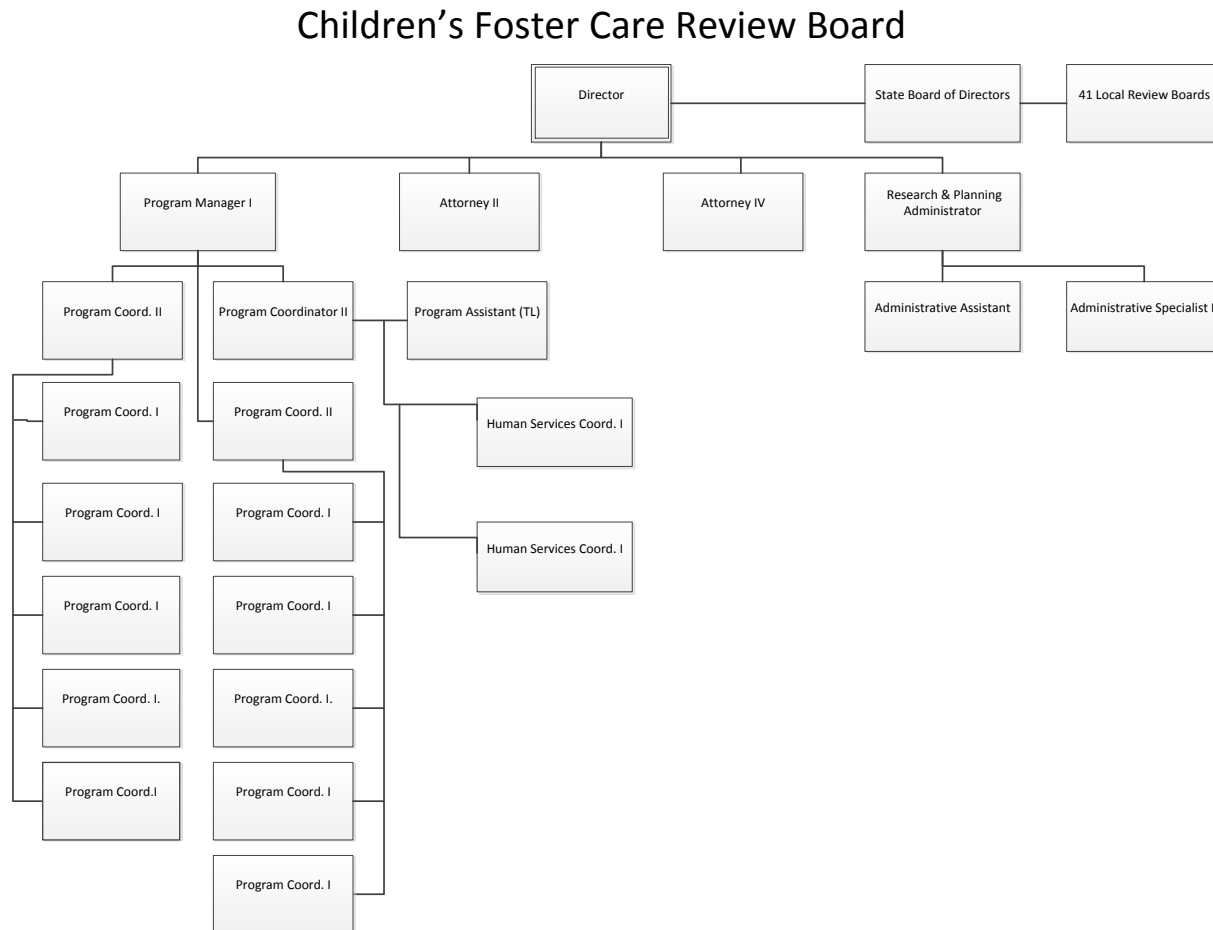 Children’s Foster Care Review Board
Director
State Board of Directors
41 Local Review Boards
Program Manager I
Attorney II
Attorney IV
Research & Planning
Administrator
Program Coord. II
Program Coordinator II
Program Assistant (TL)
Administrative Assistant
Administrative Specialist I
Program Coord. I
Program Coord. II
Human Services Coord. I
Program Coord. I
Program Coord. I
Human Services Coord. I
Program Coord. I
Program Coord. I
Program Coord. I.
Program Coord. I.
Program Coord.I
Program Coord. I
Program Coord. I